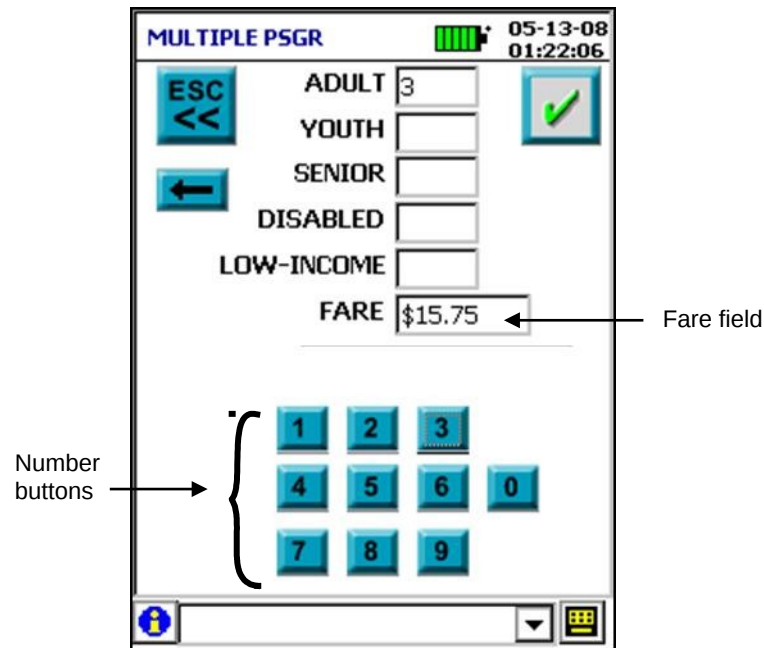 MULTIPLE PSGR
05-13-08
01:22:06
ESC
<<
ADULT 3
YOUTH
SENIOR
DISABLED
LOW-INCOME
FARE $15.75
Fare field
Number
buttons
1 2 3
4 5 6 0
7 8 9